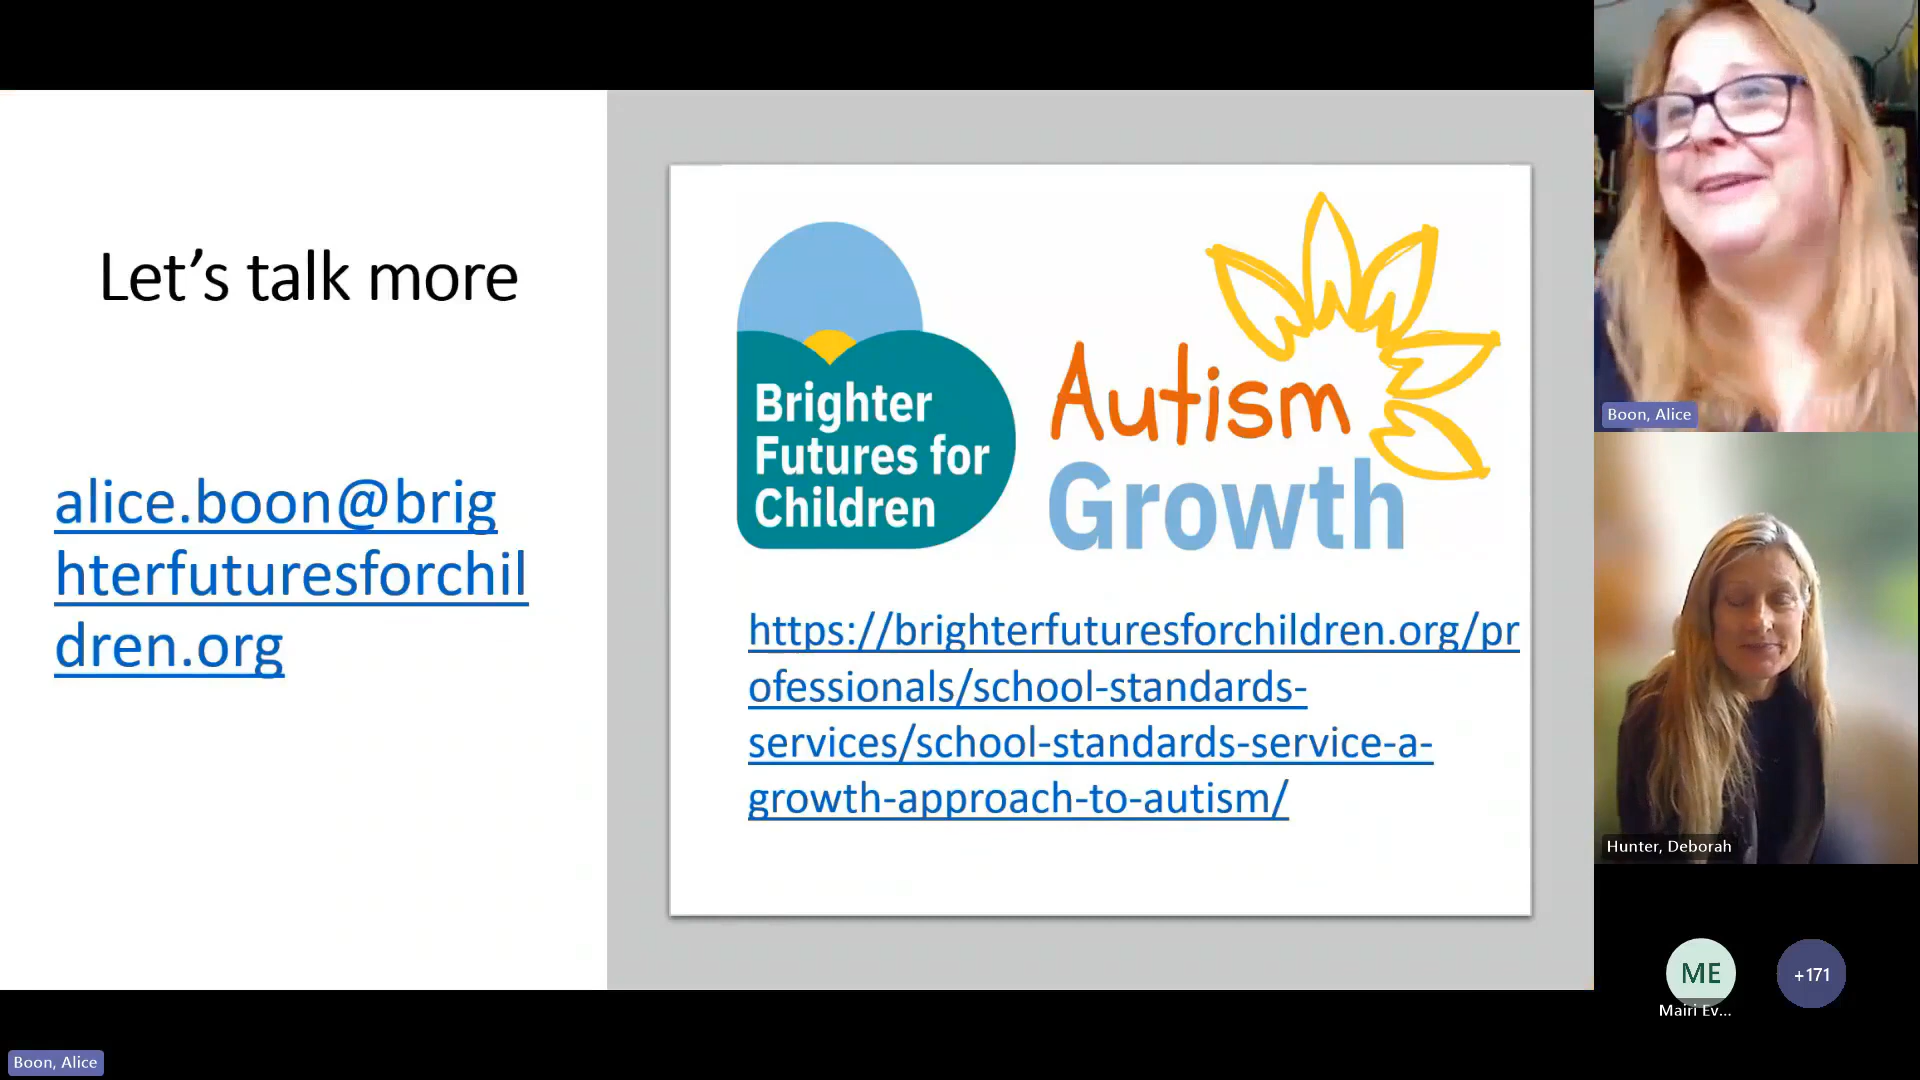 Let’s talk more
alice.boon@brig
hterfuturesforchil
dren.org
Brighter
Futures for
Children
Autism
Growth
https://brighterfuturesforchildren.org/pr
ofessionals/school-standards-
services/school-standards-service-a-
growth-approach-to-autism/
Boon, Alice
Hunter, Deborah
ME
Mairi Ev...
+171
Boon, Alice